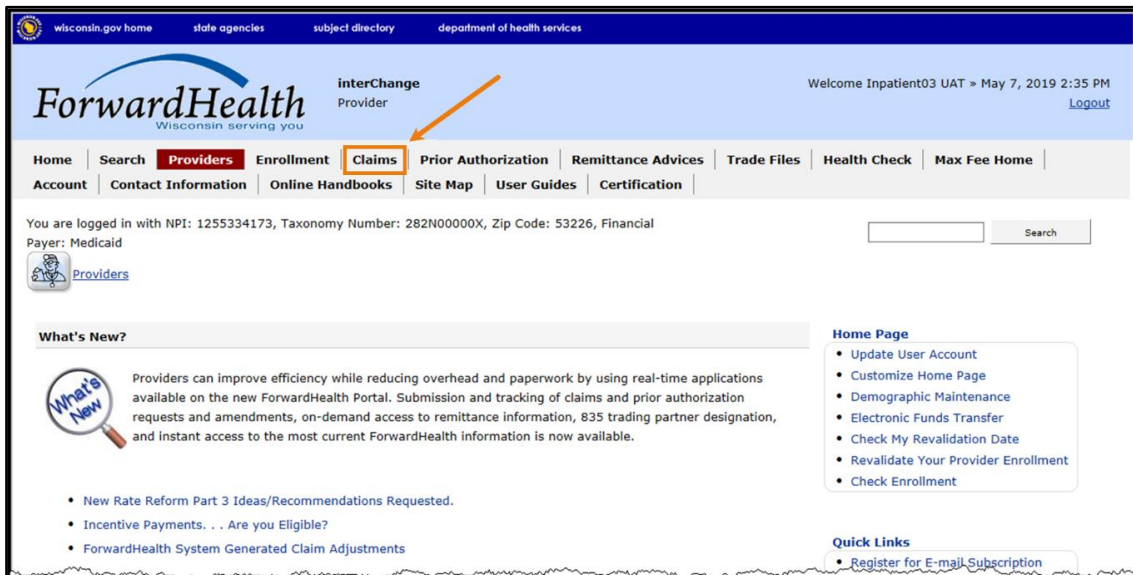 wisconsin.gov home state agencies subject directory department of health services
ForwardHealth
Wisconsin serving you
interChange
Provider
Welcome Inpatient03 UAT » May 7, 2019 2:35 PM
Logout
Home Search Providers Enrollment Claims Prior Authorization Remittance Advices Trade Files Health Check Max Fee Home
Account Contact Information Online Handbooks Site Map User Guides Certification
You are logged in with NPI: 1255334173, Taxonomy Number: 282N00000X, Zip Code: 53226, Financial
Payer: Medicaid
Search
Providers
What's New?
What's New
Providers can improve efficiency while reducing overhead and paperwork by using real-time applications
available on the new ForwardHealth Portal. Submission and tracking of claims and prior authorization
requests and amendments, on-demand access to remittance information, 835 trading partner designation,
and instant access to the most current ForwardHealth information is now available.
• New Rate Reform Part 3 Ideas/Recommendations Requested.
• Incentive Payments. . . Are you Eligible?
• ForwardHealth System Generated Claim Adjustments
Home Page
• Update User Account
• Customize Home Page
• Demographic Maintenance
• Electronic Funds Transfer
• Check My Revalidation Date
• Revalidate Your Provider Enrollment
• Check Enrollment
Quick Links
• Register for E-mail Subscription